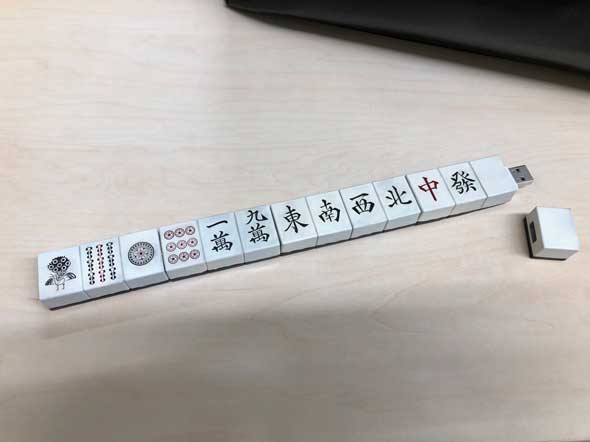 一萬 九萬 東 南 西 北 中 發